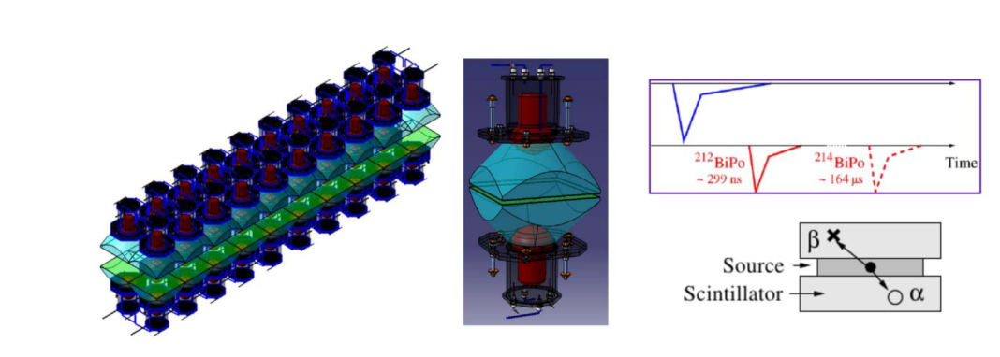 ²¹²BiPo ²¹⁴BiPo
~ 299 ns ~ 164 μs
Time
β
Source
Scintillator
α